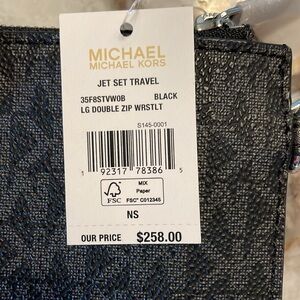 MICHAEL
MICHAEL KORS
JET SET TRAVEL
35F8STVW0B BLACK
LG DOUBLE ZIP WRSTLT
S145-0001
1 92317 78386 5
FSC
MIX
Paper
FSC® C012345
NS
OUR PRICE $258.00